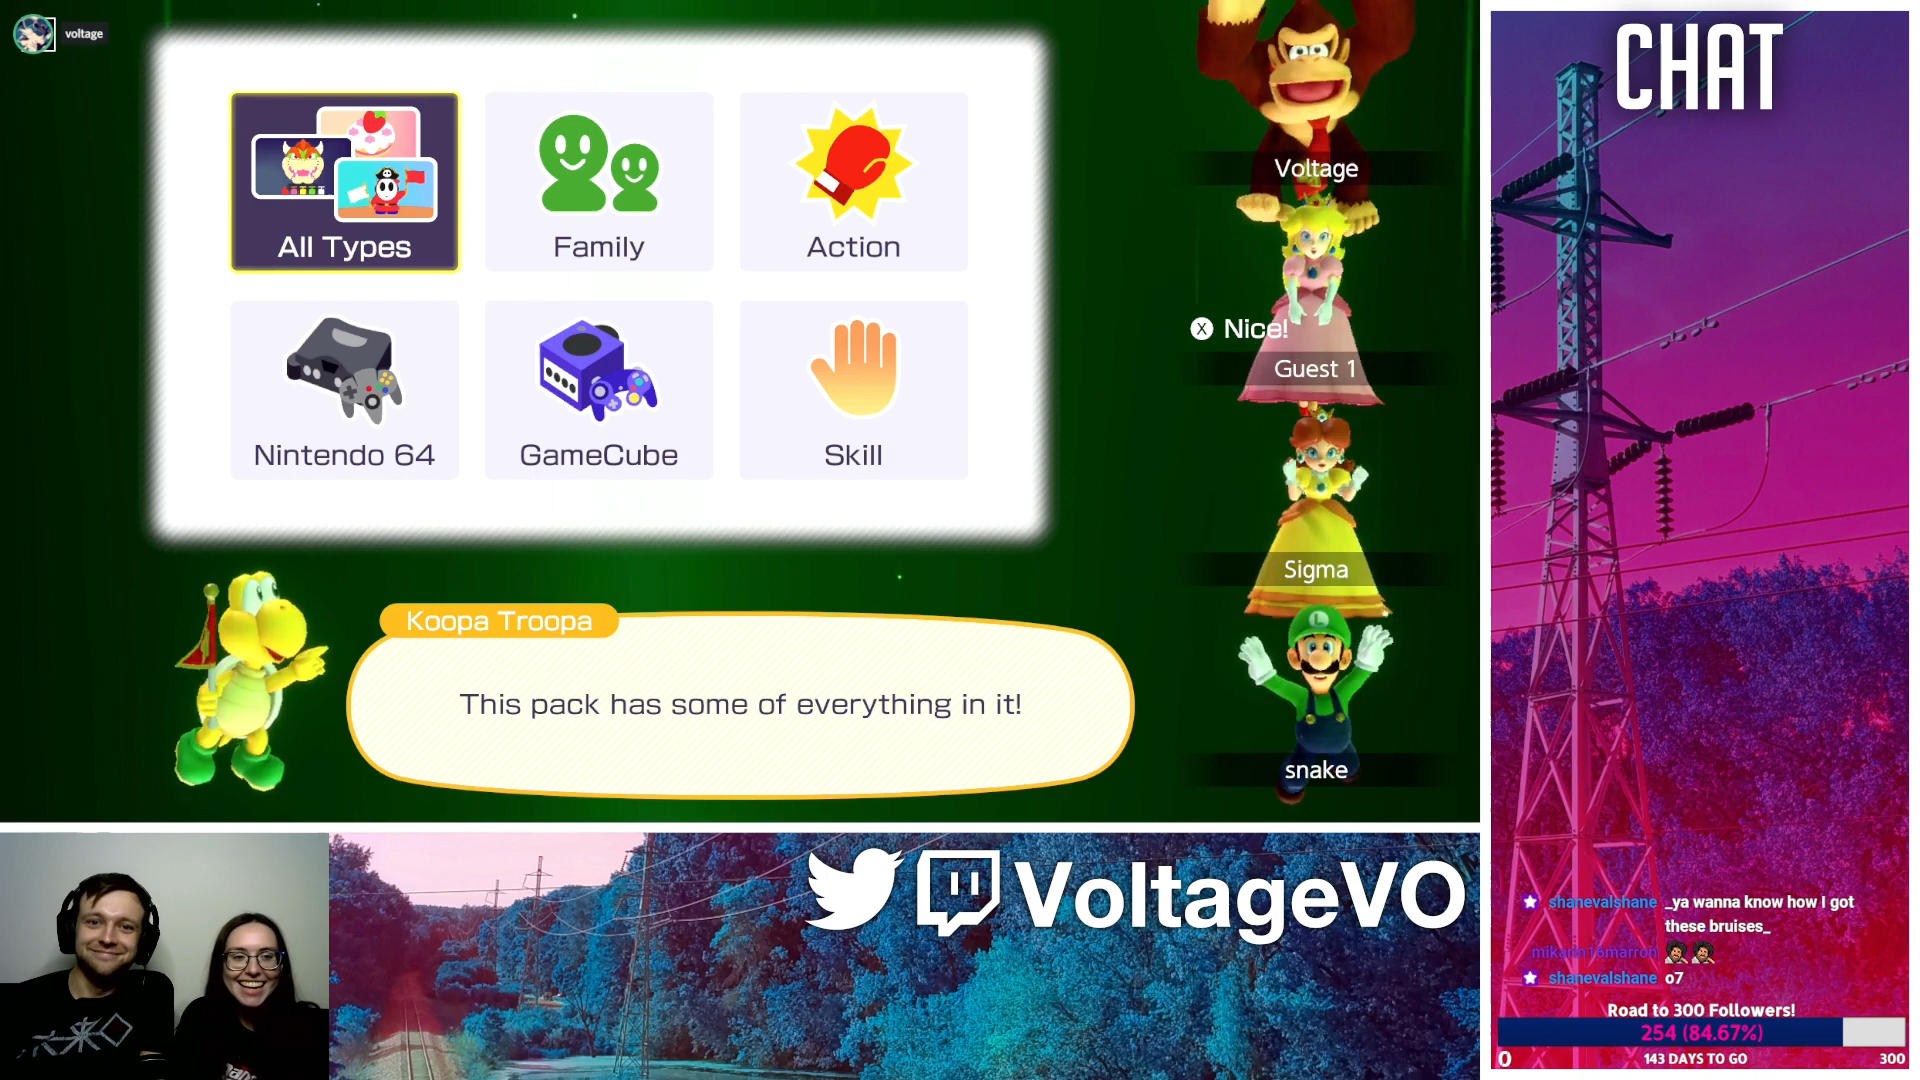 voltage
All Types
Family
Action
Nintendo 64
GameCube
Skill
Koopa Troopa
This pack has some of everything in it!
Voltage
X Nice!
Guest 1
Sigma
L
snake
VoltageVO
CHAT
shanevalshane _ya wanna know how I got
these bruises_
mikarin16marron
shanevalshane o7
Road to 300 Followers!
254 (84.67%)
0 143 DAYS TO GO 300